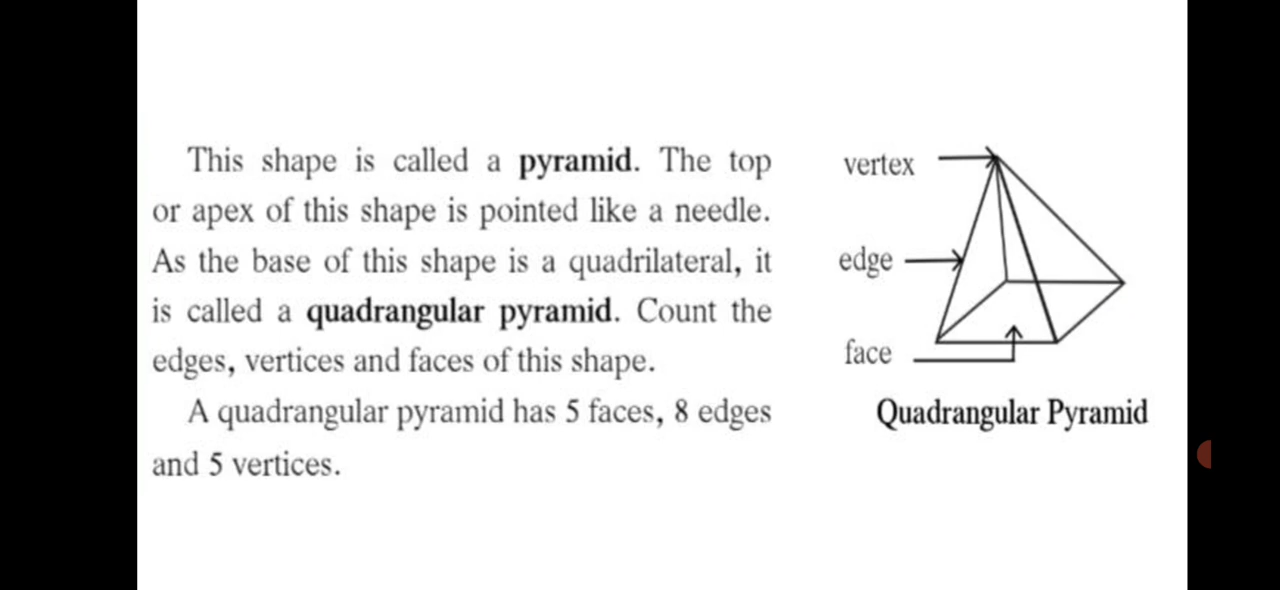 This shape is called a pyramid. The top
or apex of this shape is pointed like a needle.
As the base of this shape is a quadrilateral, it
is called a quadrangular pyramid. Count the
edges, vertices and faces of this shape.
A quadrangular pyramid has 5 faces, 8 edges
and 5 vertices.
vertex
edge
face
Quadrangular Pyramid